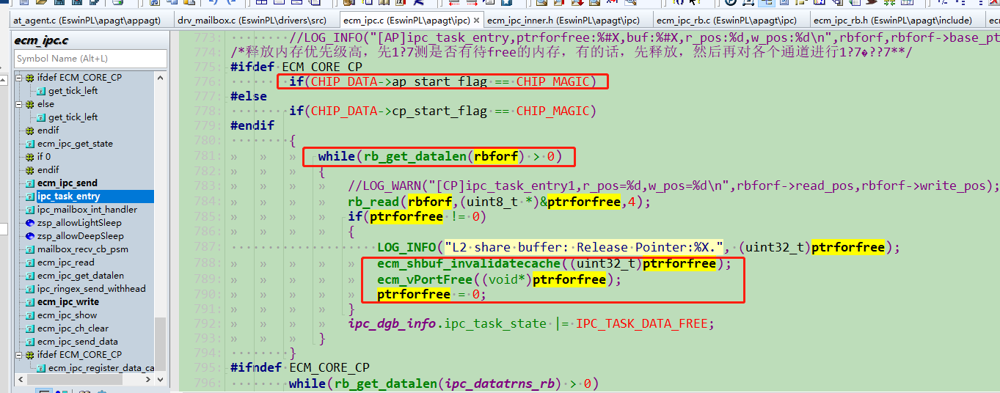 at_agent.c (EswinPL\apagt\appagt) drv_mailbox.c (EswinPL\drivers\src) ecm_ipc.c (EswinPL\apagt\ipc) × ecm_ipc_inner.h (EswinPL\apagt\ipc) ecm_ipc_rb.c (EswinPL\apagt\ipc) ecm_ipc_rb.h (EswinPL\apagt\include)
ecm_ipc.c
Symbol Name (Alt+L)
ifdef ECM_CORE_CP
get_tick_left
else
get_tick_left
endif
ecm_ipc_get_state
if 0
endif
ecm_ipc_send
ipc_task_entry
ipc_mailbox_int_handler
zsp_allowLightSleep
zsp_allowDeepSleep
mailbox_recv_cb_psm
ecm_ipc_read
ecm_ipc_get_datalen
ipc_ringex_send_withhead
ecm_ipc_write
ecm_ipc_show
ecm_ipc_ch_clear
ecm_ipc_send_data
ifdef ECM_CORE_CP
ecm_ipc_register_data_ca
773: //LOG_INFO("[AP]ipc_task_entry,ptrforfree:%#X,buf:%#X,r_pos:%d,w_pos:%d\n",rbforf,rbforf->base_pt
774: /*释放内存优先级高，先1?7测是否有待free的内存，有的话，先释放，然后再对各个通道进行1?7�??7**/
775: #ifdef ECM_CORE_CP
776: if(CHIP_DATA->ap_start_flag == CHIP_MAGIC)
777: #else
778: if(CHIP_DATA->cp_start_flag == CHIP_MAGIC)
779: #endif
780: {
781: while(rb_get_datalen(rbforf) > 0)
782: {
783: //LOG_WARN("[CP]ipc_task_entry1,r_pos=%d,w_pos=%d\n",rbforf->read_pos,rbforf->write_pos);
784: rb_read(rbforf,(uint8_t *)&ptrforfree,4);
785: if(ptrforfree != 0)
786: {
787: LOG_INFO("L2 share buffer: Release Pointer:%X.", (uint32_t)ptrforfree);
788: ecm_shbuf_invalidatecache((uint32_t)ptrforfree);
789: ecm_vPortFree((void*)ptrforfree);
790: ptrforfree = 0;
791: }
792: ipc_dgb_info.ipc_task_state |= IPC_TASK_DATA_FREE;
793: }
794: }
795: #ifndef ECM_CORE_CP
796: while(rb_get_datalen(ipc_datatrns_rb) > 0)